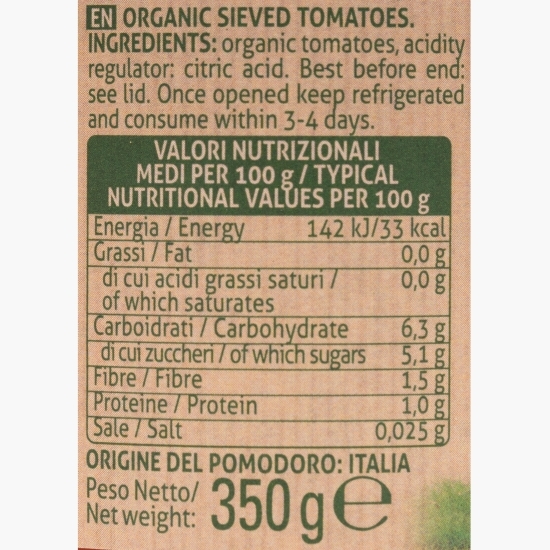 EN ORGANIC SIEVED TOMATOES.
INGREDIENTS: organic tomatoes, acidity
regulator: citric acid. Best before end:
see lid. Once opened keep refrigerated
and consume within 3-4 days.
VALORI NUTRIZIONALI
MEDI PER 100 g / TYPICAL
NUTRITIONAL VALUES PER 100 g
Energia / Energy 142 kJ/33 kcal
Grassi / Fat 0,0 g
di cui acidi grassi saturi / 0,0 g
of which saturates
Carboidrati / Carbohydrate 6,3 g
di cui zuccheri / of which sugars 5,1 g
Fibre / Fibre 1,5 g
Proteine / Protein 1,0 g
Sale / Salt 0,025 g
ORIGINE DEL POMODORO: ITALIA
Peso Netto/
Net weight: 350 g ℮